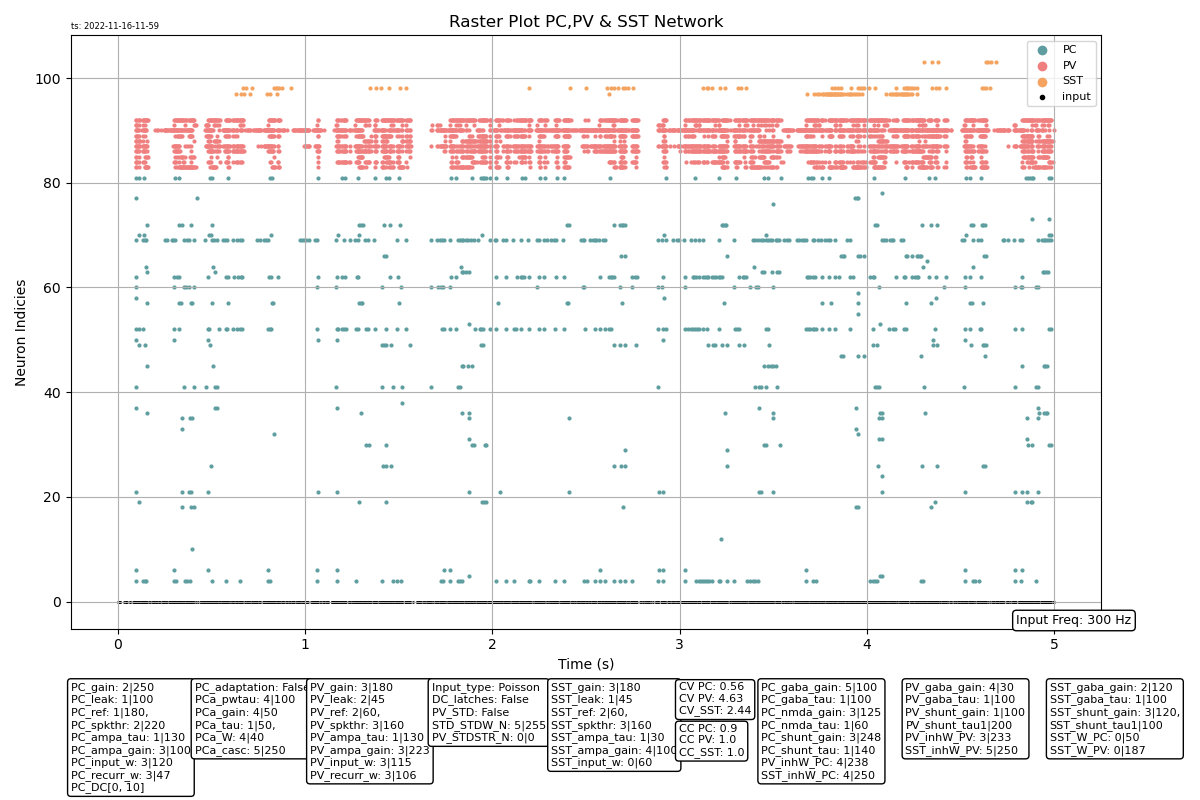 ts: 2022-11-16-11-59
Raster Plot PC,PV & SST Network
PC
PV
SST
input
100
80
60
40
20
0
Neuron Indicies
0 1 2 3 4 5
Input Freq: 300 Hz
Time (s)
PC_gain: 2|250
PC_leak: 1|100
PC_ref: 1|180,
PC_spkthr: 2|220
PC_ampa_tau: 1|130
PC_ampa_gain: 3|100
PC_input_w: 3|120
PC_recurr_w: 3|47
PC_DC[0, 10]
PC_adaptation: False
PCa_pwtau: 4|100
PCa_gain: 4|50
PCa_tau: 1|50,
PCa_W: 4|40
PCa_casc: 5|250
PV_gain: 3|180
PV_leak: 2|45
PV_ref: 2|60,
PV_spkthr: 3|160
PV_ampa_tau: 1|130
PV_ampa_gain: 3|223
PV_input_w: 3|115
PV_recurr_w: 3|106
Input_type: Poisson
DC_latches: False
PV_STD: False
STD_STDW_N: 5|255
PV_STDSTR_N: 0|0
SST_gain: 3|180
SST_leak: 1|45
SST_ref: 2|60,
SST_spkthr: 3|160
SST_ampa_tau: 1|30
SST_ampa_gain: 4|100
SST_input_w: 0|60
CV PC: 0.56
CV PV: 4.63
CV_SST: 2.44
CC PC: 0.9
CC PV: 1.0
CC_SST: 1.0
PC_gaba_gain: 5|100
PC_gaba_tau: 1|100
PC_nmda_gain: 3|125
PC_nmda_tau: 1|60
PC_shunt_gain: 3|248
PC_shunt_tau: 1|140
PV_inhW_PC: 4|238
SST_inhW_PC: 4|250
PV_gaba_gain: 4|30
PV_gaba_tau: 1|100
PV_shunt_gain: 1|100
PV_shunt_tau1|200
PV_inhW_PV: 3|233
SST_inhW_PV: 5|250
SST_gaba_gain: 2|120
SST_gaba_tau: 1|100
SST_shunt_gain: 3|120,
SST_shunt_tau1|100
SST_W_PC: 0|50
SST_W_PV: 0|187